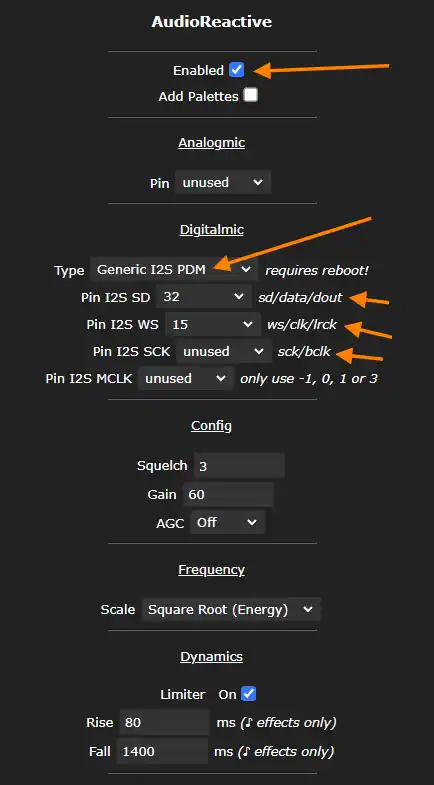 AudioReactive
Enabled
Add Palettes
Analogmic
Pin unused
Digitalmic
Type Generic I2S PDM requires reboot!
Pin I2S SD 32 sd/data/dout
Pin I2S WS 15 ws/clk/lrck
Pin I2S SCK unused sck/bclk
Pin I2S MCLK unused only use -1, 0, 1 or 3
Config
Squelch 3
Gain 60
AGC Off
Frequency
Scale Square Root (Energy)
Dynamics
Limiter On
Rise 80 ms (♪ effects only)
Fall 1400 ms (♪ effects only)